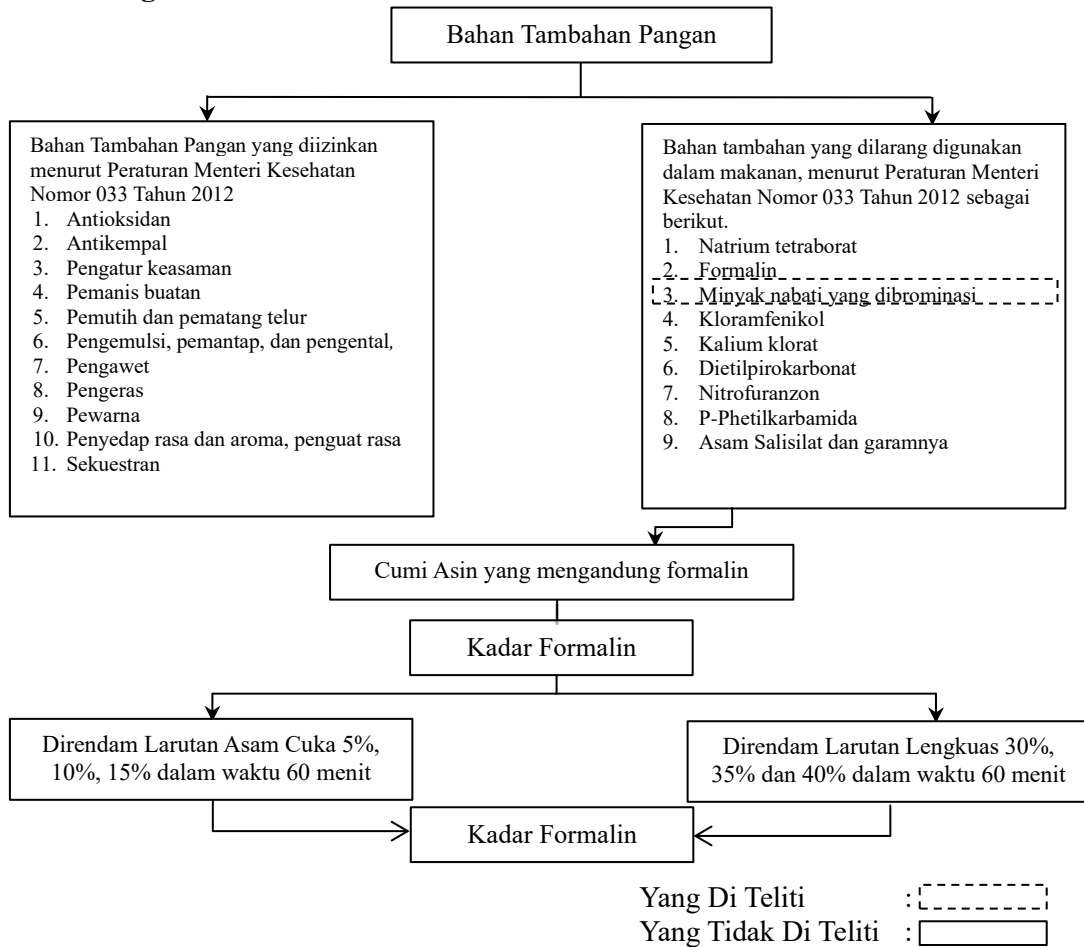 Bahan Tambahan Pangan
Bahan Tambahan Pangan yang diizinkan
menurut Peraturan Menteri Kesehatan
Nomor 033 Tahun 2012
1. Antioksidan
2. Antikempal
3. Pengatur keasaman
4. Pemanis buatan
5. Pemutih dan pematang telur
6. Pengemulsi, pemantap, dan pengental,
7. Pengawet
8. Pengeras
9. Pewarna
10. Penyedap rasa dan aroma, penguat rasa
11. Sekuestran
Bahan tambahan yang dilarang digunakan
dalam makanan, menurut Peraturan Menteri
Kesehatan Nomor 033 Tahun 2012 sebagai
berikut.
1. Natrium tetraborat
2. Formalin
3. Minyak nabati yang dibrominasi
4. Kloramfenikol
5. Kalium klorat
6. Dietilpirokarbonat
7. Nitrofuranzon
8. P-Phetilkarbamida
9. Asam Salisilat dan garamnya
Cumi Asin yang mengandung formalin
Kadar Formalin
Direndam Larutan Asam Cuka 5%,
10%, 15% dalam waktu 60 menit
Direndam Larutan Lengkuas 30%,
35% dan 40% dalam waktu 60 menit
Kadar Formalin
Yang Di Teliti :
Yang Tidak Di Teliti :